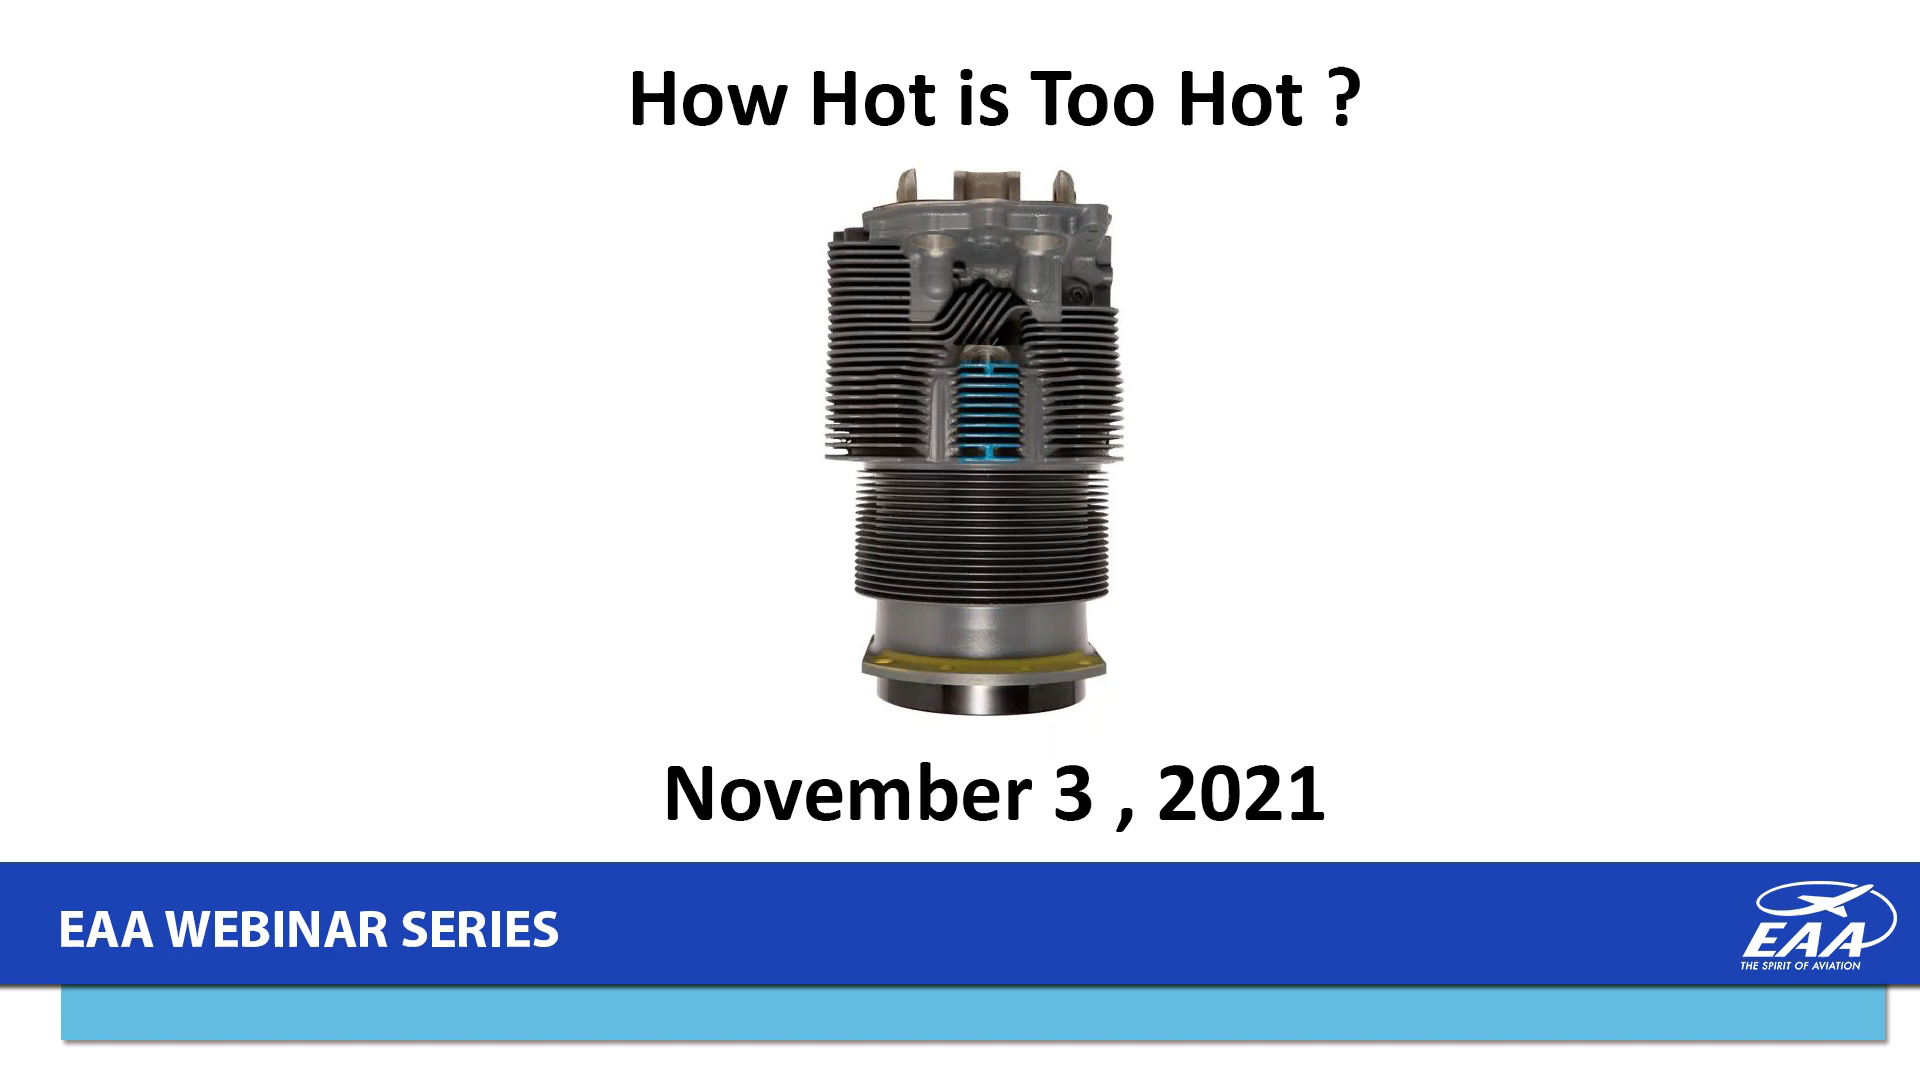 How Hot is Too Hot ?
November 3 , 2021
EAA WEBINAR SERIES
EAA
THE SPIRIT OF AVIATION